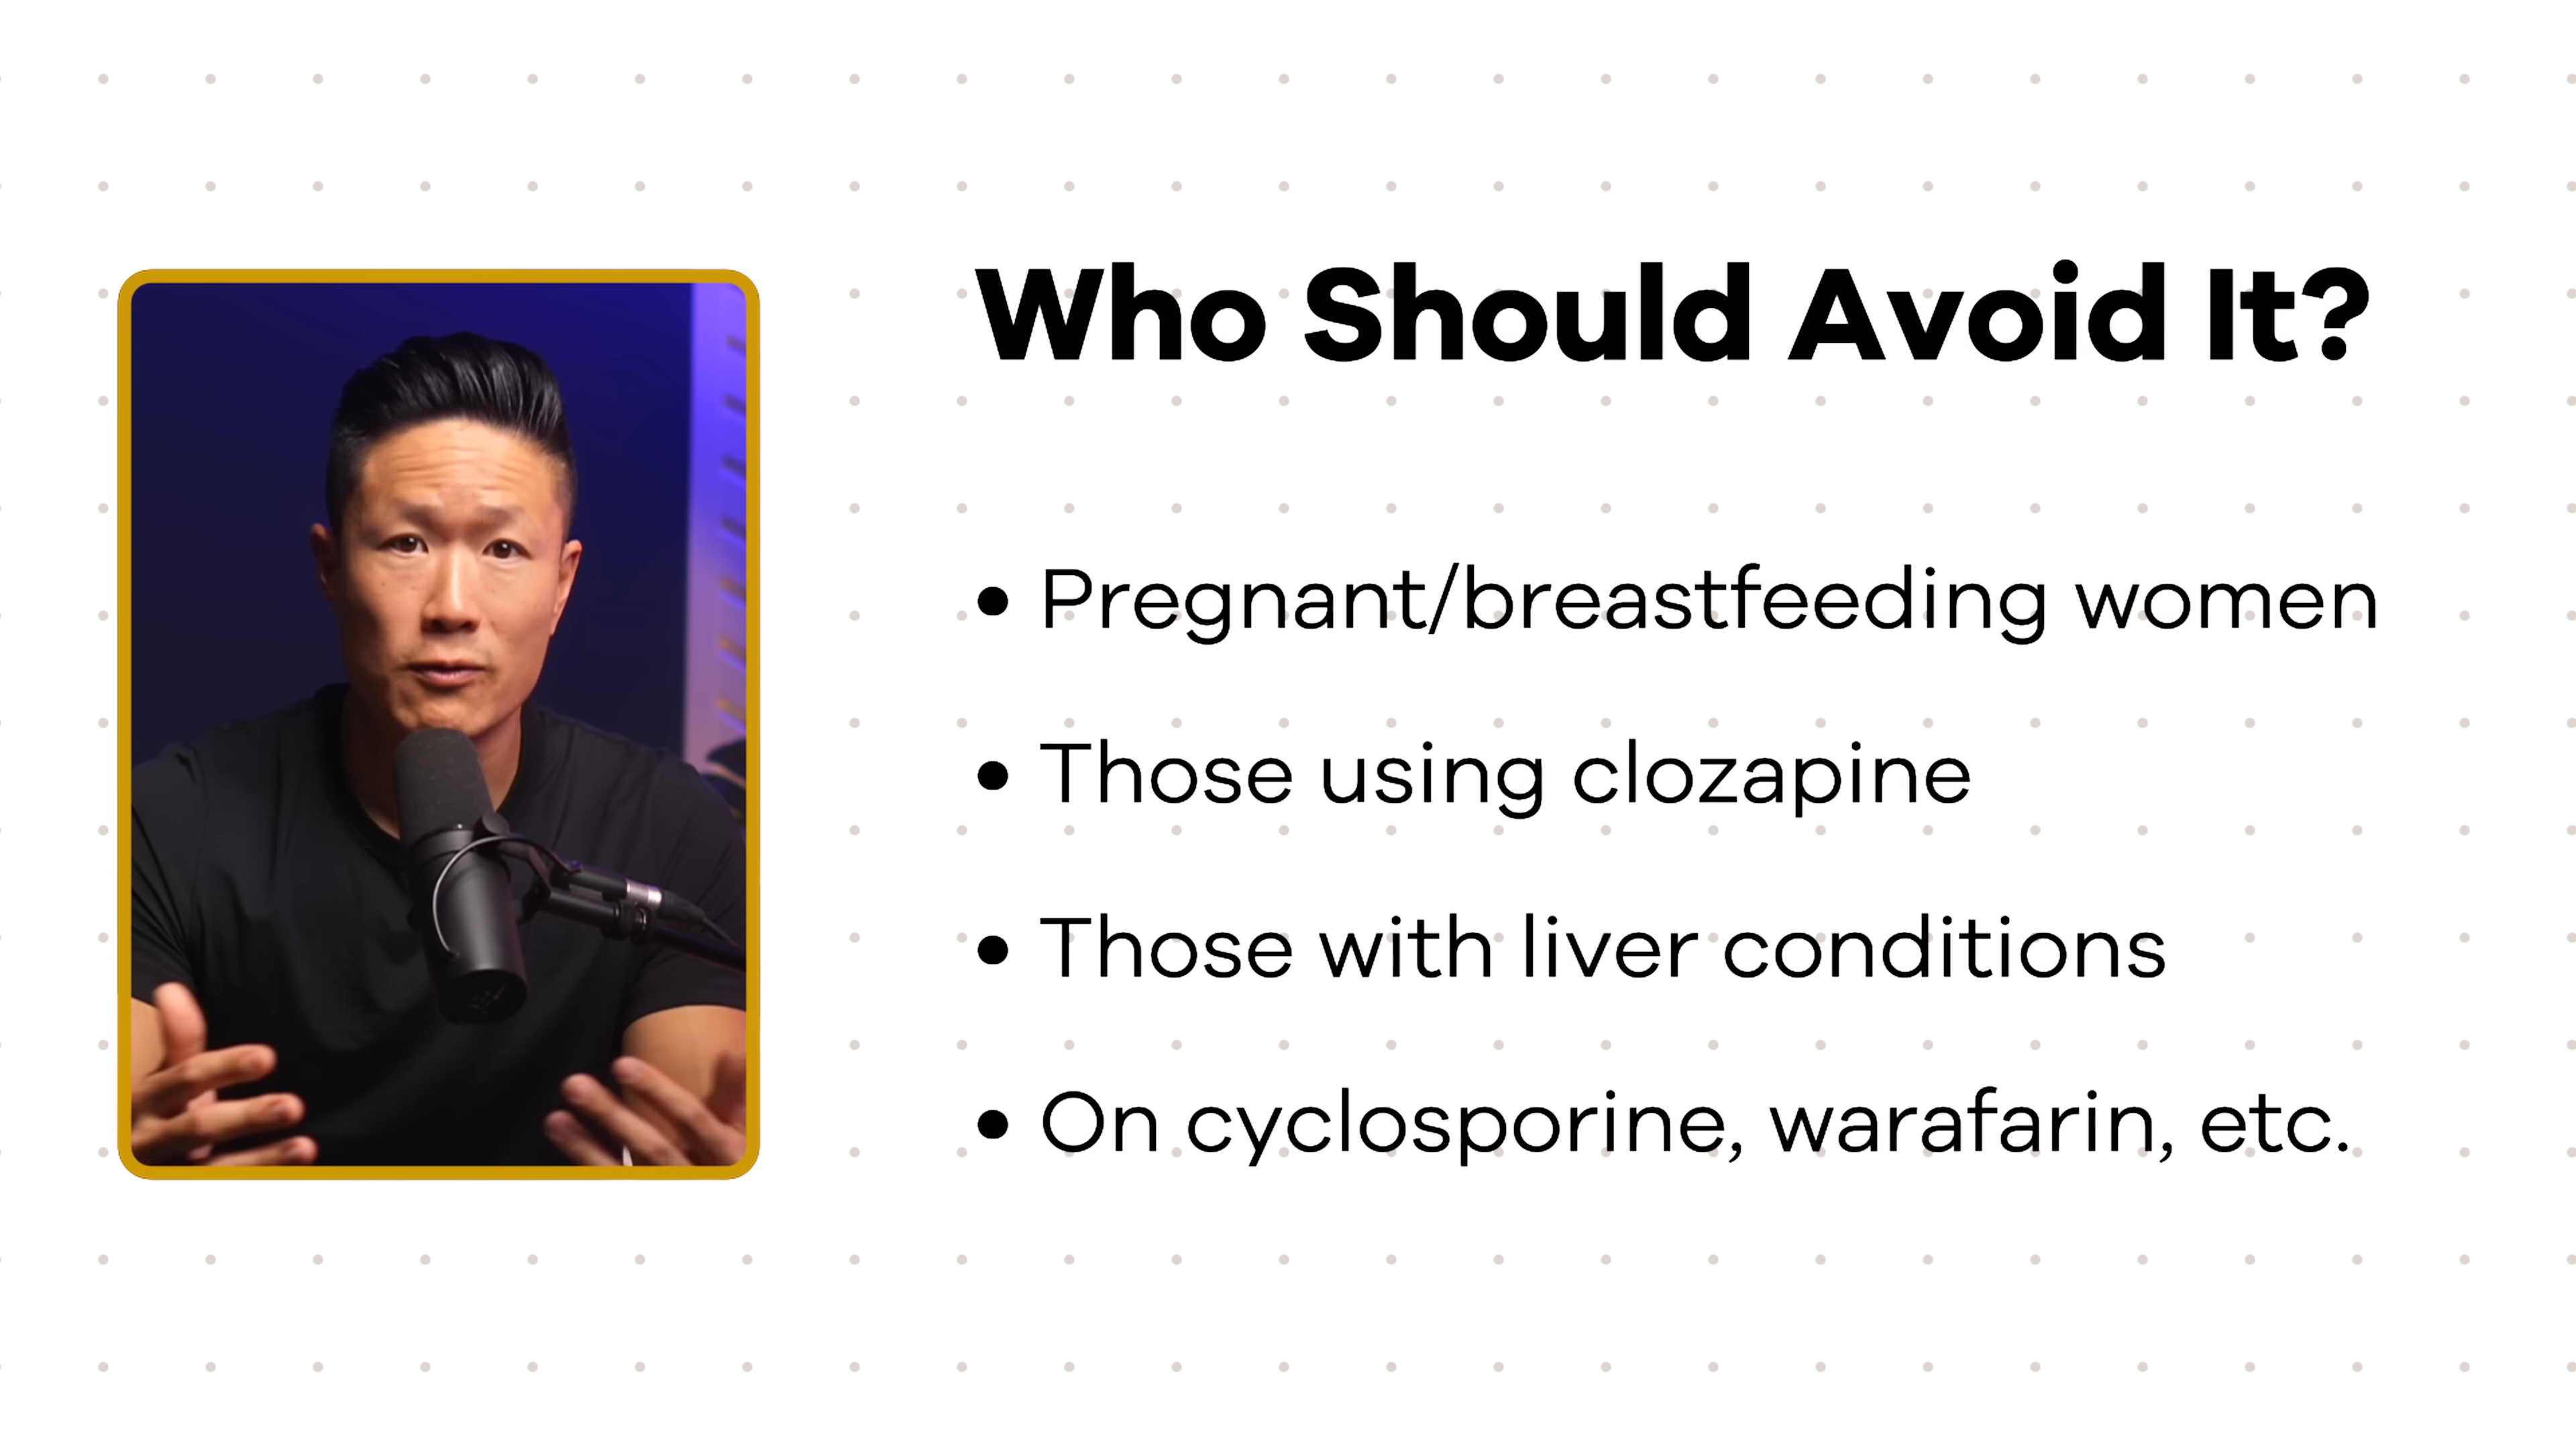 Who Should Avoid It?
• Pregnant/breastfeeding women
• Those using clozapine
• Those with liver conditions
• On cyclosporine, warafarin, etc.